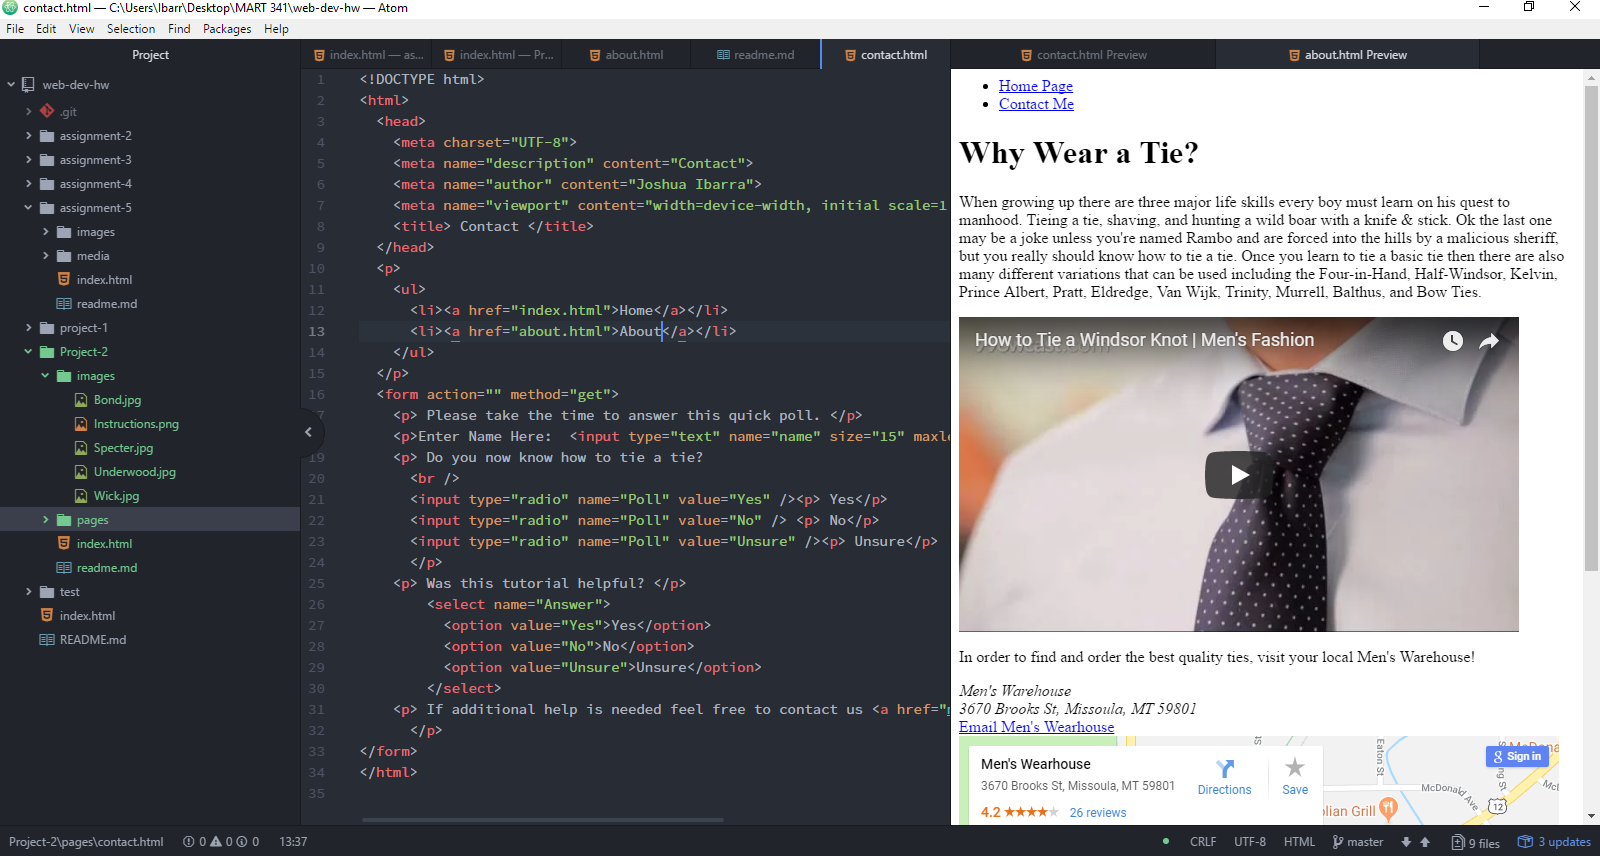 contact.html — C:\Users\Ibarr\Desktop\MART 341\web-dev-hw — Atom
File Edit View Selection Find Packages Help
Project
web-dev-hw
.git
assignment-2
assignment-3
assignment-4
assignment-5
images
media
index.html
readme.md
project-1
Project-2
images
Bond.jpg
Instructions.png
Specter.jpg
Underwood.jpg
Wick.jpg
pages
index.html
readme.md
test
index.html
README.md
index.html — as... index.html — Pr... about.html readme.md contact.html
1 <!DOCTYPE html>
2 <html>
3 <head>
4 <meta charset="UTF-8">
5 <meta name="description" content="Contact">
6 <meta name="author" content="Joshua Ibarra">
7 <meta name="viewport" content="width=device-width, initial scale=1
8 <title> Contact </title>
9 </head>
10 <p>
11 <ul>
12 <li><a href="index.html">Home</a></li>
13 <li><a href="about.html">About</a></li>
14 </ul>
15 </p>
16 <form action="" method="get">
7 <p> Please take the time to answer this quick poll. </p>
<p>Enter Name Here: <input type="text" name="name" size="15" maxle
19 <p> Do you now know how to tie a tie?
20 <br />
21 <input type="radio" name="Poll" value="Yes" /><p> Yes</p>
22 <input type="radio" name="Poll" value="No" /> <p> No</p>
23 <input type="radio" name="Poll" value="Unsure" /><p> Unsure</p>
24 </p>
25 <p> Was this tutorial helpful? </p>
26 <select name="Answer">
27 <option value="Yes">Yes</option>
28 <option value="No">No</option>
29 <option value="Unsure">Unsure</option>
30 </select>
31 <p> If additional help is needed feel free to contact us <a href="
32 </p>
33 </form>
34 </html>
35
contact.html Preview about.html Preview
Home Page
Contact Me
Why Wear a Tie?
When growing up there are three major life skills every boy must learn on his quest to
manhood. Tieing a tie, shaving, and hunting a wild boar with a knife & stick. Ok the last one
may be a joke unless you're named Rambo and are forced into the hills by a malicious sheriff,
but you really should know how to tie a tie. Once you learn to tie a basic tie then there are also
many different variations that can be used including the Four-in-Hand, Half-Windsor, Kelvin,
Prince Albert, Pratt, Eldredge, Van Wijk, Trinity, Murrell, Balthus, and Bow Ties.
How to Tie a Windsor Knot | Men's Fashion
In order to find and order the best quality ties, visit your local Men's Warehouse!
Men's Warehouse
3670 Brooks St, Missoula, MT 59801
Email Men's Wearhouse
Men's Wearhouse
3670 Brooks St, Missoula, MT 59801
4.2 26 reviews
Directions Save
Sign in
Eaton St
McDonald Ave
olian Grill
12
Project-2\pages\contact.html 0 0 0 13:37 CRLF UTF-8 HTML master 9 files 3 updates